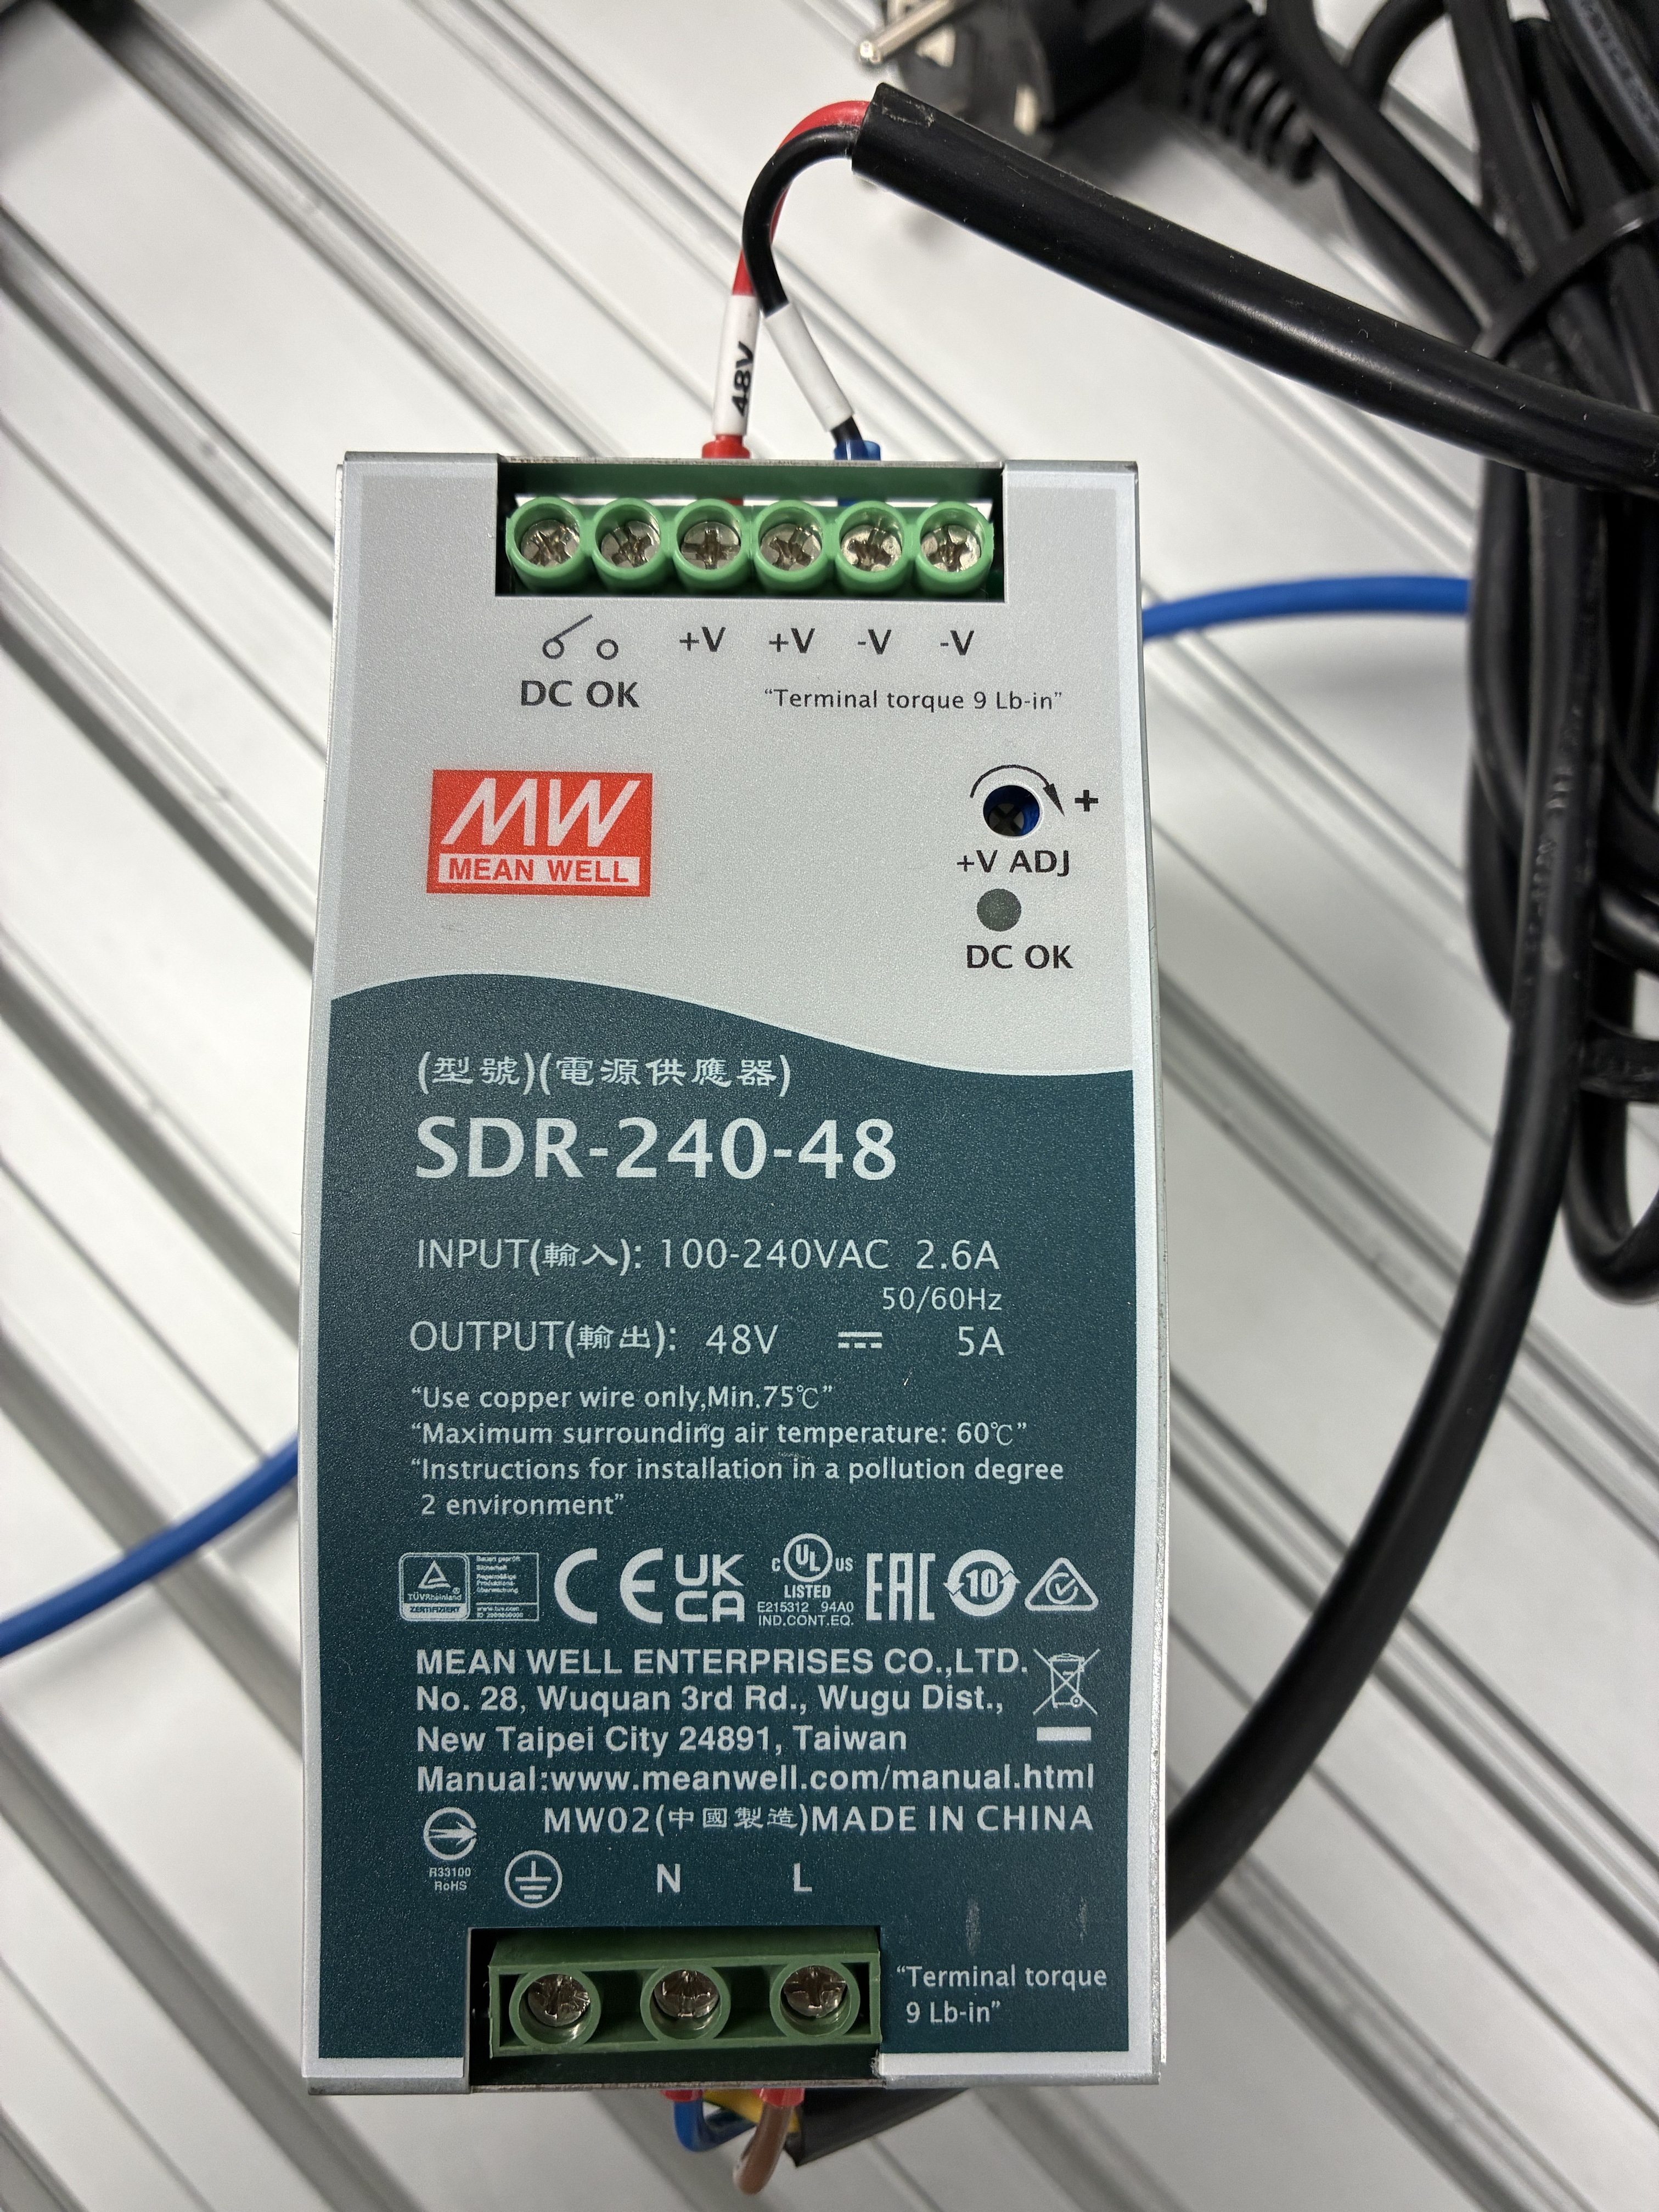 48V
+V +V -V -V
DC OK
“Terminal torque 9 Lb-in”
MW
MEAN WELL
+
+V ADJ
DC OK
(型號)(電源供應器)
SDR-240-48
INPUT(輸入): 100-240VAC 2.6A
50/60Hz
OUTPUT(輸出): 48V 5A
“Use copper wire only,Min.75℃”
“Maximum surrounding air temperature: 60℃”
“Instructions for installation in a pollution degree
2 environment”
TÜVRheinland
ZERTIFIZIERT
Bauart geprüft
Sicherheit
CE
UK
CA
C UL US
LISTED
E215312 94A0
IND.CONT.EQ.
EAC
10
MEAN WELL ENTERPRISES CO.,LTD.
No. 28, Wuquan 3rd Rd., Wugu Dist.,
New Taipei City 24891, Taiwan
Manual:www.meanwell.com/manual.html
MW02(中國製造)MADE IN CHINA
R33100
RoHS
N L
“Terminal torque
9 Lb-in”